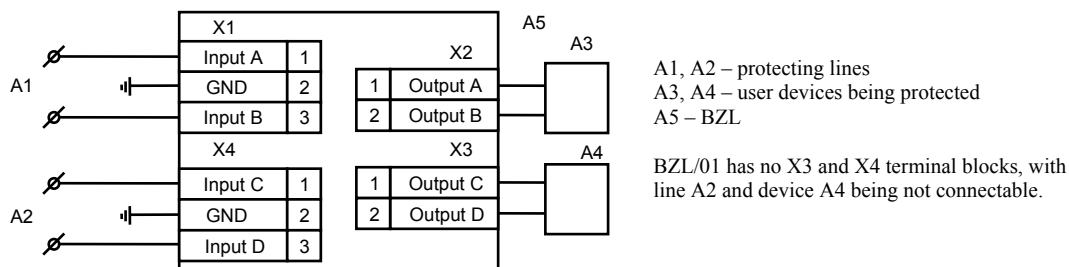 X1
A5
Input A 1
X2
A3
A1
GND 2
1 Output A
Input B 3
2 Output B
X4
X3
A4
Input C 1
1 Output C
A2
GND 2
2 Output D
Input D 3
A1, A2 – protecting lines
A3, A4 – user devices being protected
A5 – BZL
BZL/01 has no X3 and X4 terminal blocks, with
line A2 and device A4 being not connectable.